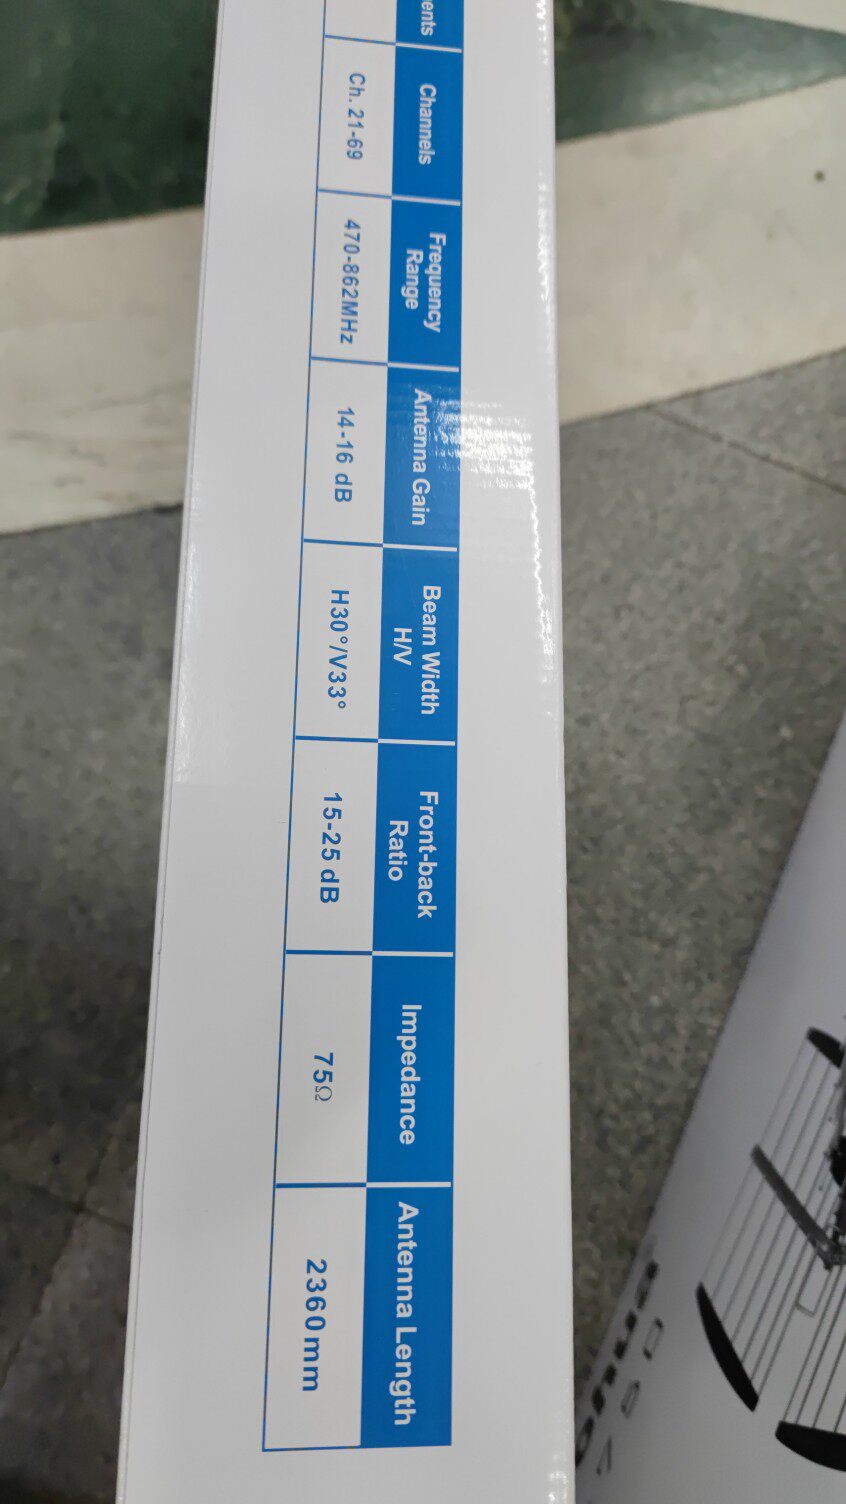 Channels
Frequency
Range
Antenna Gain
Beam Width
H/V
Front-back
Ratio
Impedance
Antenna Length
Ch. 21-69
470-862MHz
14-16 dB
H30°/V33°
15-25 dB
75Ω
2360mm